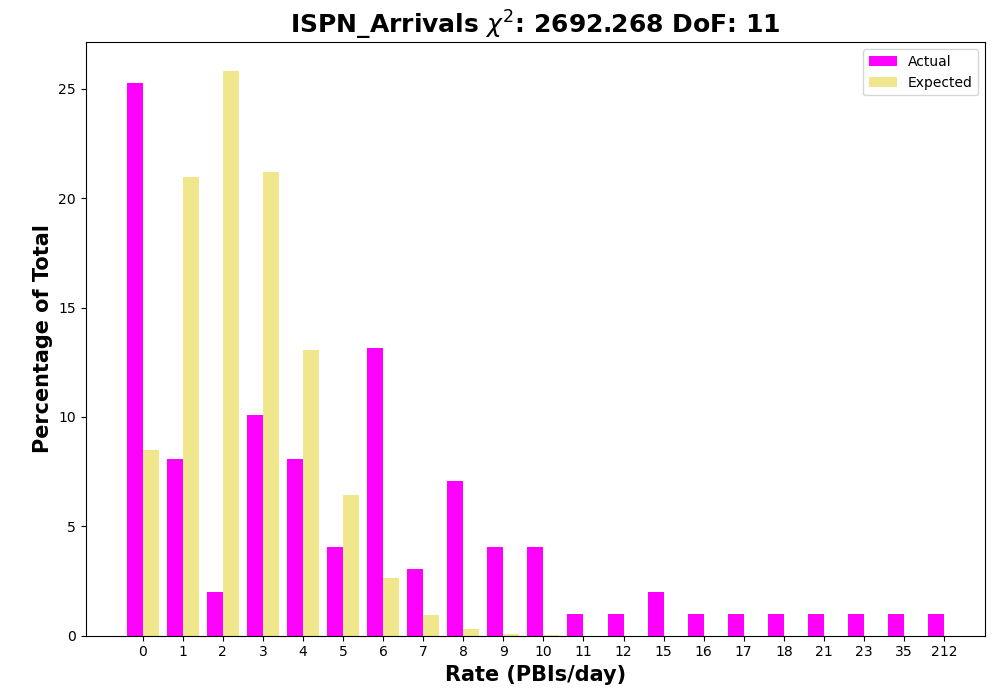 ISPN_Arrivals χ²: 2692.268 DoF: 11
Actual
Expected
Percentage of Total
25
20
15
10
5
0
0 1 2 3 4 5 6 7 8 9 10 11 12 15 16 17 18 21 23 35 212
Rate (PBIs/day)